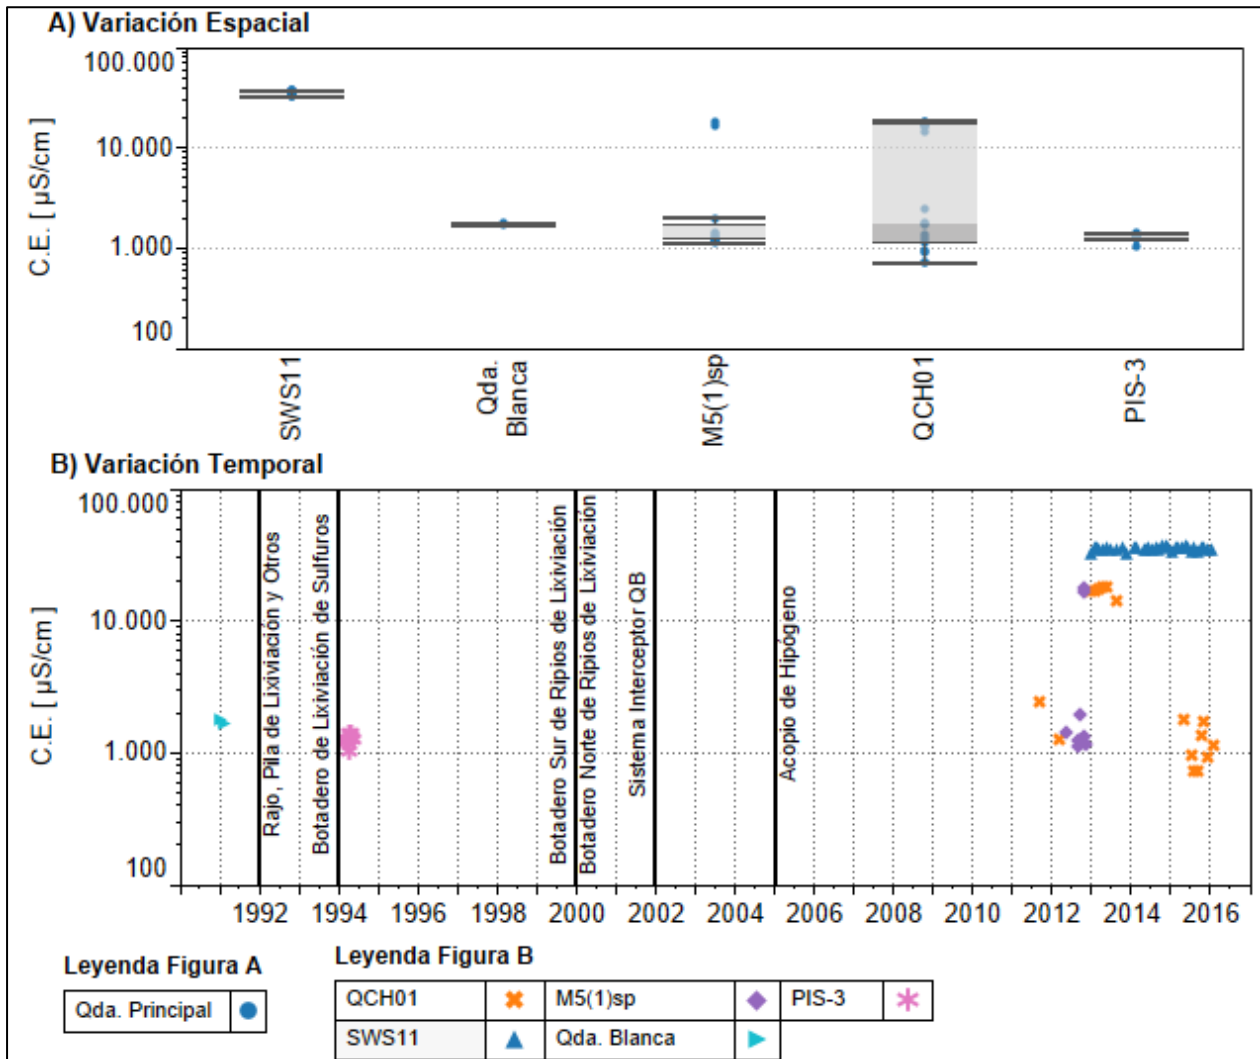 A) Variación Espacial
100.000
10.000
1.000
100
C.E. [ µS/cm]
SWS11
Qda. Blanca
M5(1)sp
QCH01
PIS-3
B) Variación Temporal
100.000
10.000
1.000
100
C.E. [ µS/cm]
Rajo, Pila de Lixiviación y Otros
Botadero de Lixiviación de Sulfuros
Botadero Sur de Ripios de Lixiviación
Botadero Norte de Ripios de Lixiviación
Sistema Interceptor QB
Acopio de Hipógeno
1992 1994 1996 1998 2000 2002 2004 2006 2008 2010 2012 2014 2016
Leyenda Figura A
Qda. Principal
Leyenda Figura B
QCH01 M5(1)sp PIS-3
SWS11 Qda. Blanca